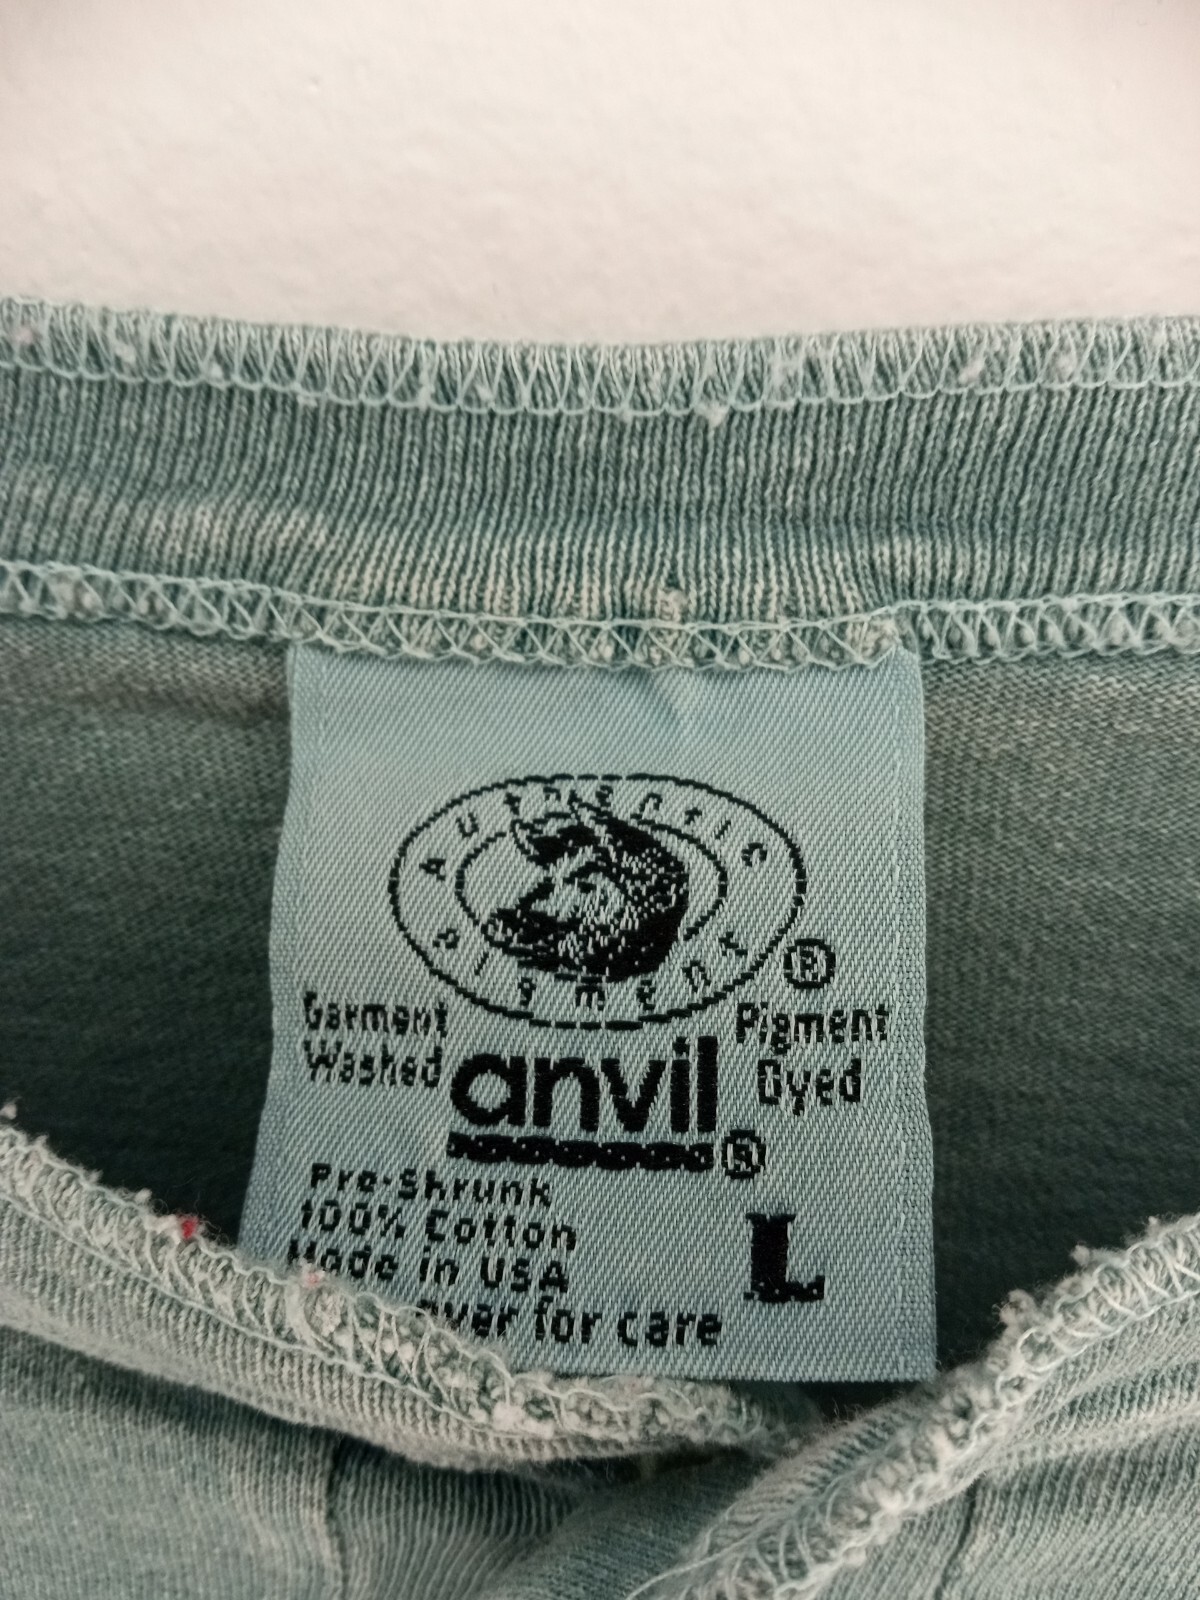 Authentic
Pigment ®
Garment Pigment
Washed anvil Dyed
®
Pre-Shrunk
100% Cotton
Made in USA L
over for care